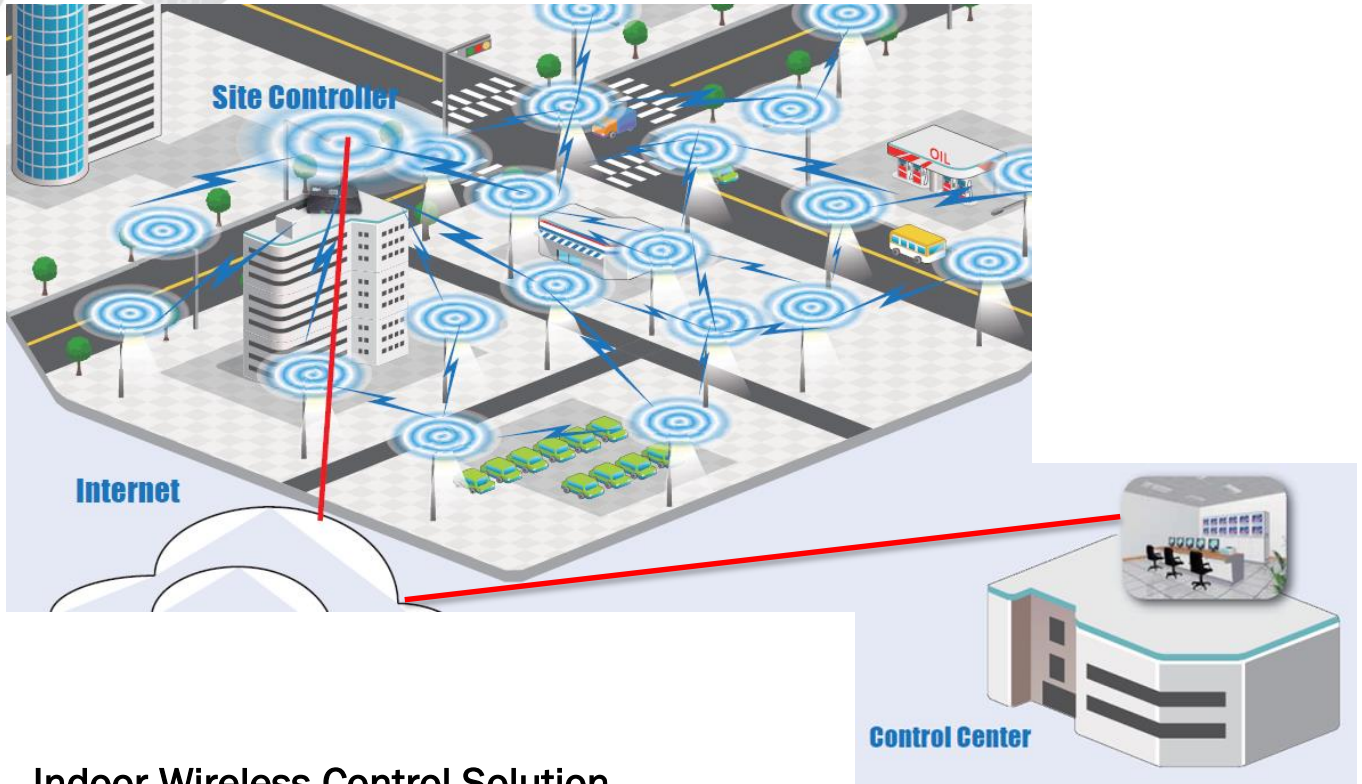 Site Controller
OIL
Internet
Control Center
Indoor Wireless Control Solution